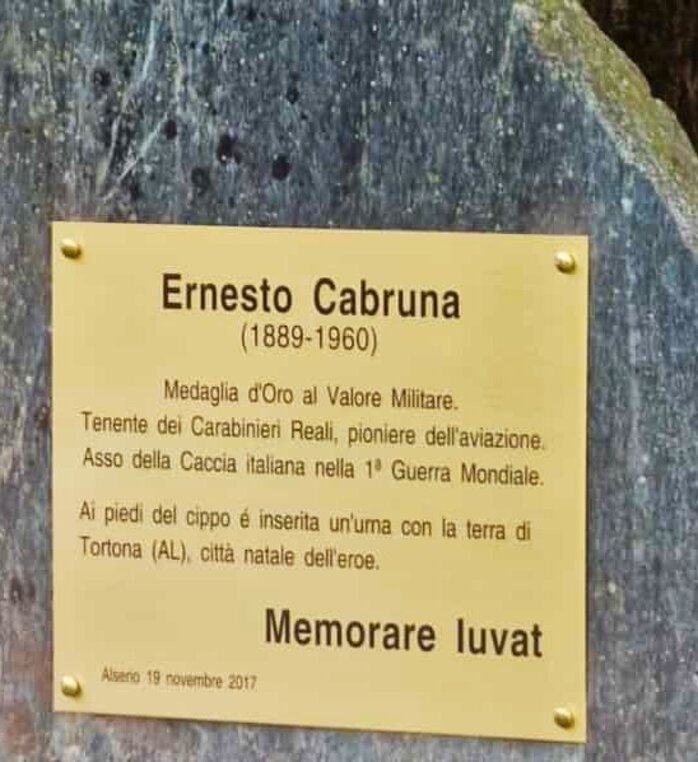 Ernesto Cabruna
(1889-1960)
Medaglia d'Oro al Valore Militare.
Tenente dei Carabinieri Reali, pioniere dell'aviazione.
Asso della Caccia italiana nella 1ª Guerra Mondiale.
Ai piedi del cippo é inserita un'urna con la terra di
Tortona (AL), città natale dell'eroe.
Memorare Iuvat
Alserio 19 novembre 2017